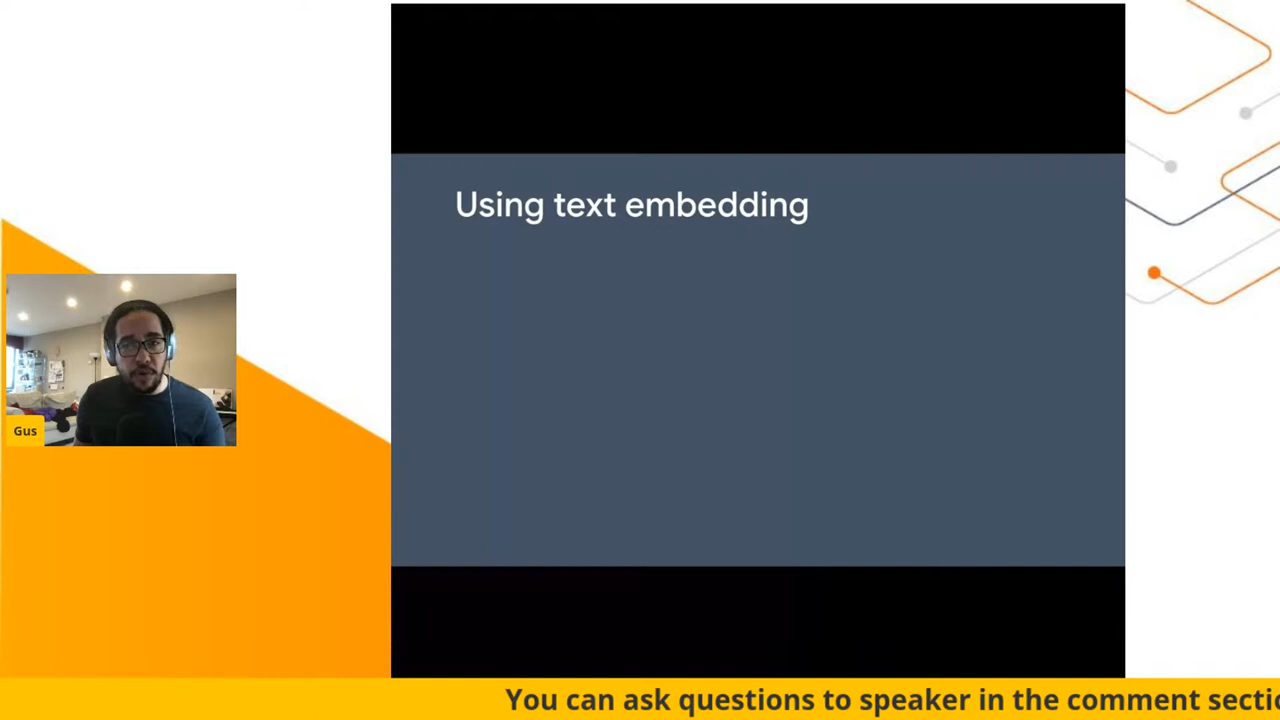 Using text embedding
Gus
You can ask questions to speaker in the comment sectio